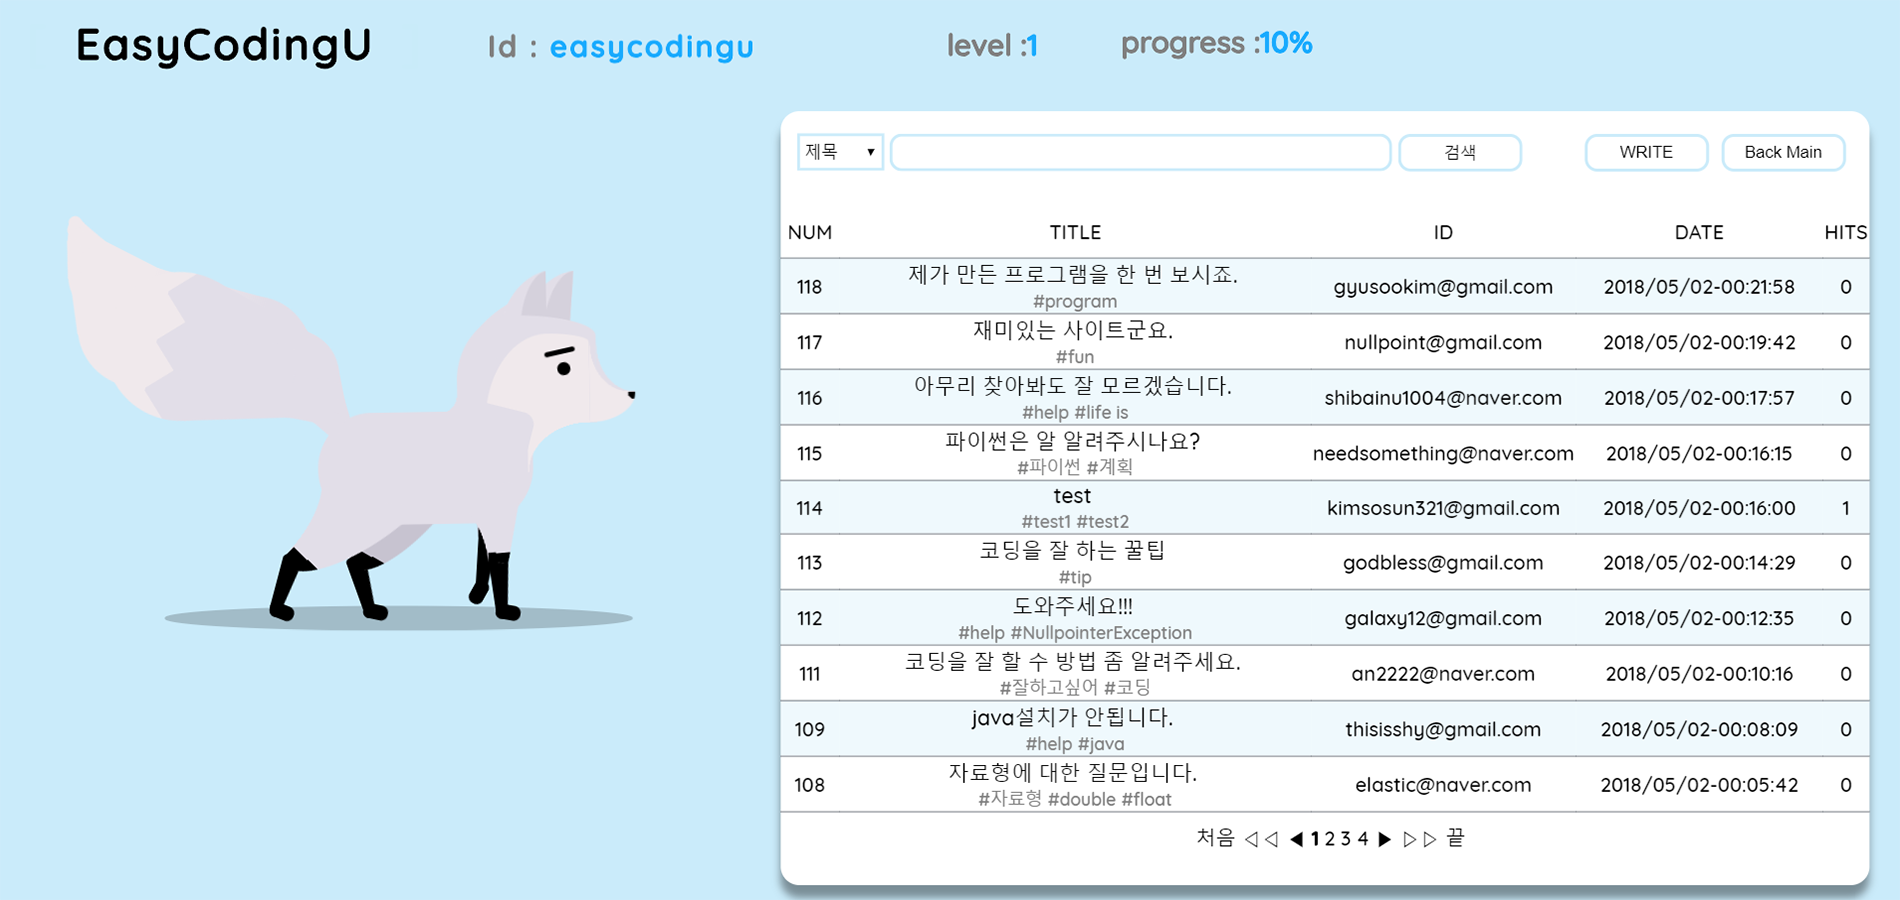 EasyCodingU Id : easycodingu level :1 progress :10%
제목 ▼ 검색 WRITE Back Main
NUM TITLE ID DATE HITS
118 제가 만든 프로그램을 한 번 보시죠. gyusookim@gmail.com 2018/05/02-00:21:58 0
#program
117 재미있는 사이트군요. nullpoint@gmail.com 2018/05/02-00:19:42 0
#fun
116 아무리 찾아봐도 잘 모르겠습니다. shibainu1004@naver.com 2018/05/02-00:17:57 0
#help #life is
115 파이썬은 알 알려주시나요? needsomething@naver.com 2018/05/02-00:16:15 0
#파이썬 #계획
114 test kimsosun321@gmail.com 2018/05/02-00:16:00 1
#test1 #test2
113 코딩을 잘 하는 꿀팁 godbless@gmail.com 2018/05/02-00:14:29 0
#tip
112 도와주세요!!! galaxy12@gmail.com 2018/05/02-00:12:35 0
#help #NullpointerException
111 코딩을 잘 할 수 방법 좀 알려주세요. an2222@naver.com 2018/05/02-00:10:16 0
#잘하고싶어 #코딩
109 java설치가 안됩니다. thisisshy@gmail.com 2018/05/02-00:08:09 0
#help #java
108 자료형에 대한 질문입니다. elastic@naver.com 2018/05/02-00:05:42 0
#자료형 #double #float
처음 ◁◁ ◀ 1 2 3 4 ▶ ▷▷ 끝